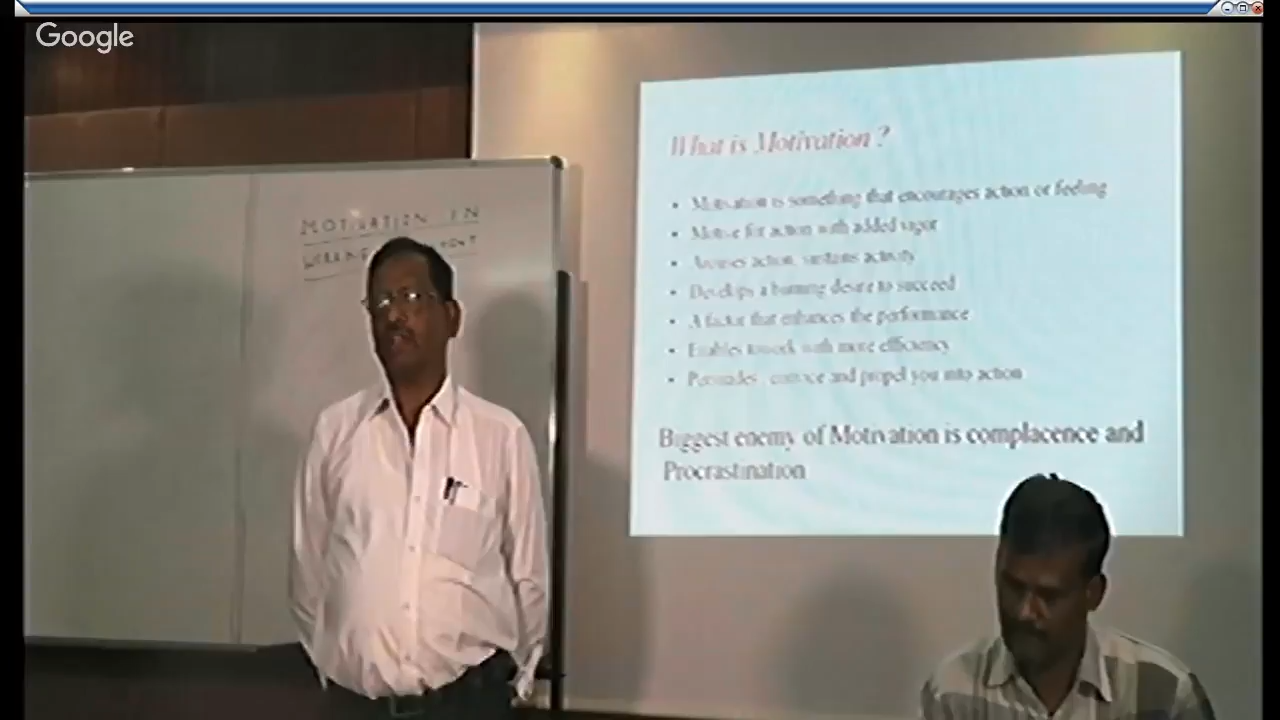 Google
MOTIVATION IN
What is Motivation ?
• Motivation is something that encourages action or feeling
• Motive for action with added vigor
• Arouses action, sustains activity
• Develops a burning desire to succeed
• A factor that enhances the performance
• Enables to work with more efficiency
• Persuades , convince and propel you into action
Biggest enemy of Motivation is complacence and
Procrastination